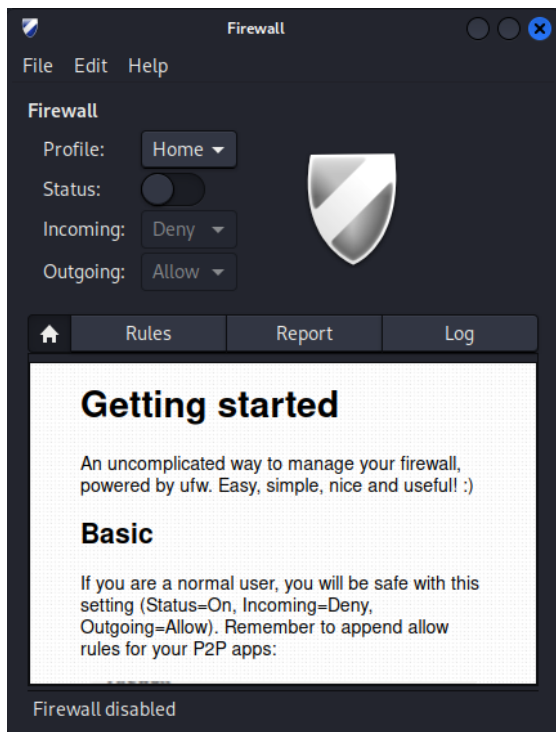 Firewall
File Edit Help
Firewall
Profile: Home
Status:
Incoming: Deny
Outgoing: Allow
Rules Report Log
Getting started
An uncomplicated way to manage your firewall,
powered by ufw. Easy, simple, nice and useful! :)
Basic
If you are a normal user, you will be safe with this
setting (Status=On, Incoming=Deny,
Outgoing=Allow). Remember to append allow
rules for your P2P apps:
Firewall disabled